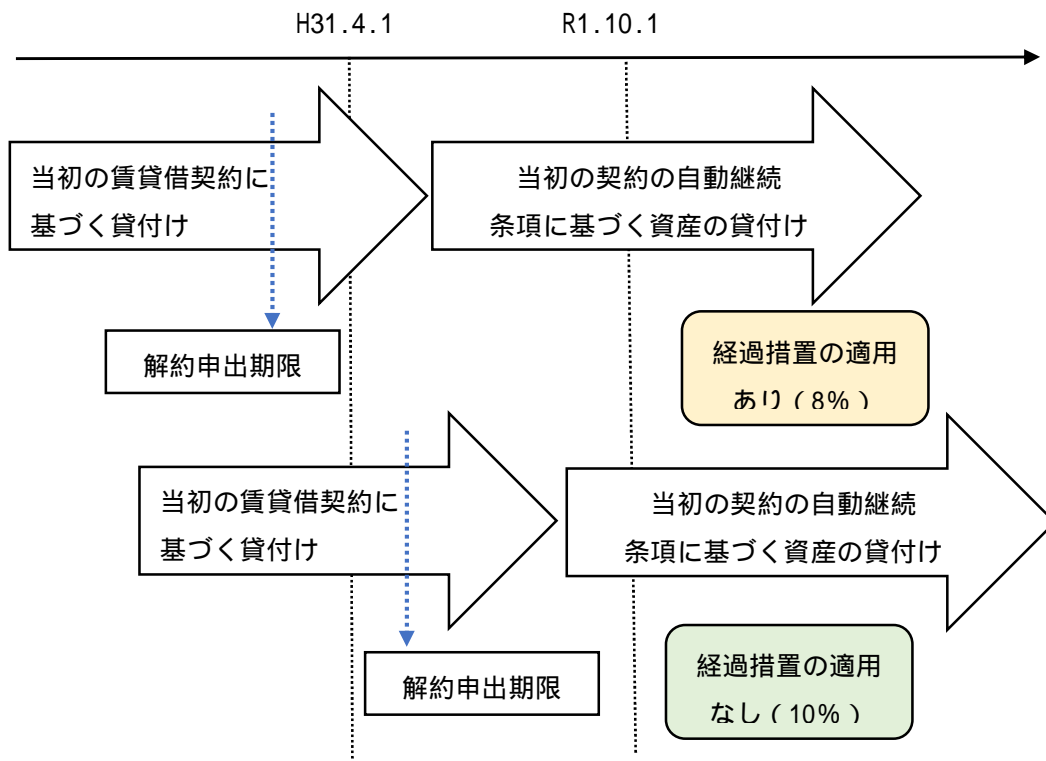 H31.4.1
R1.10.1
当初の賃貸借契約に
基づく貸付け
当初の契約の自動継続
条項に基づく資産の貸付け
解約申出期限
経過措置の適用
あり(8%)
当初の賃貸借契約に
基づく貸付け
当初の契約の自動継続
条項に基づく資産の貸付け
解約申出期限
経過措置の適用
なし(10%)